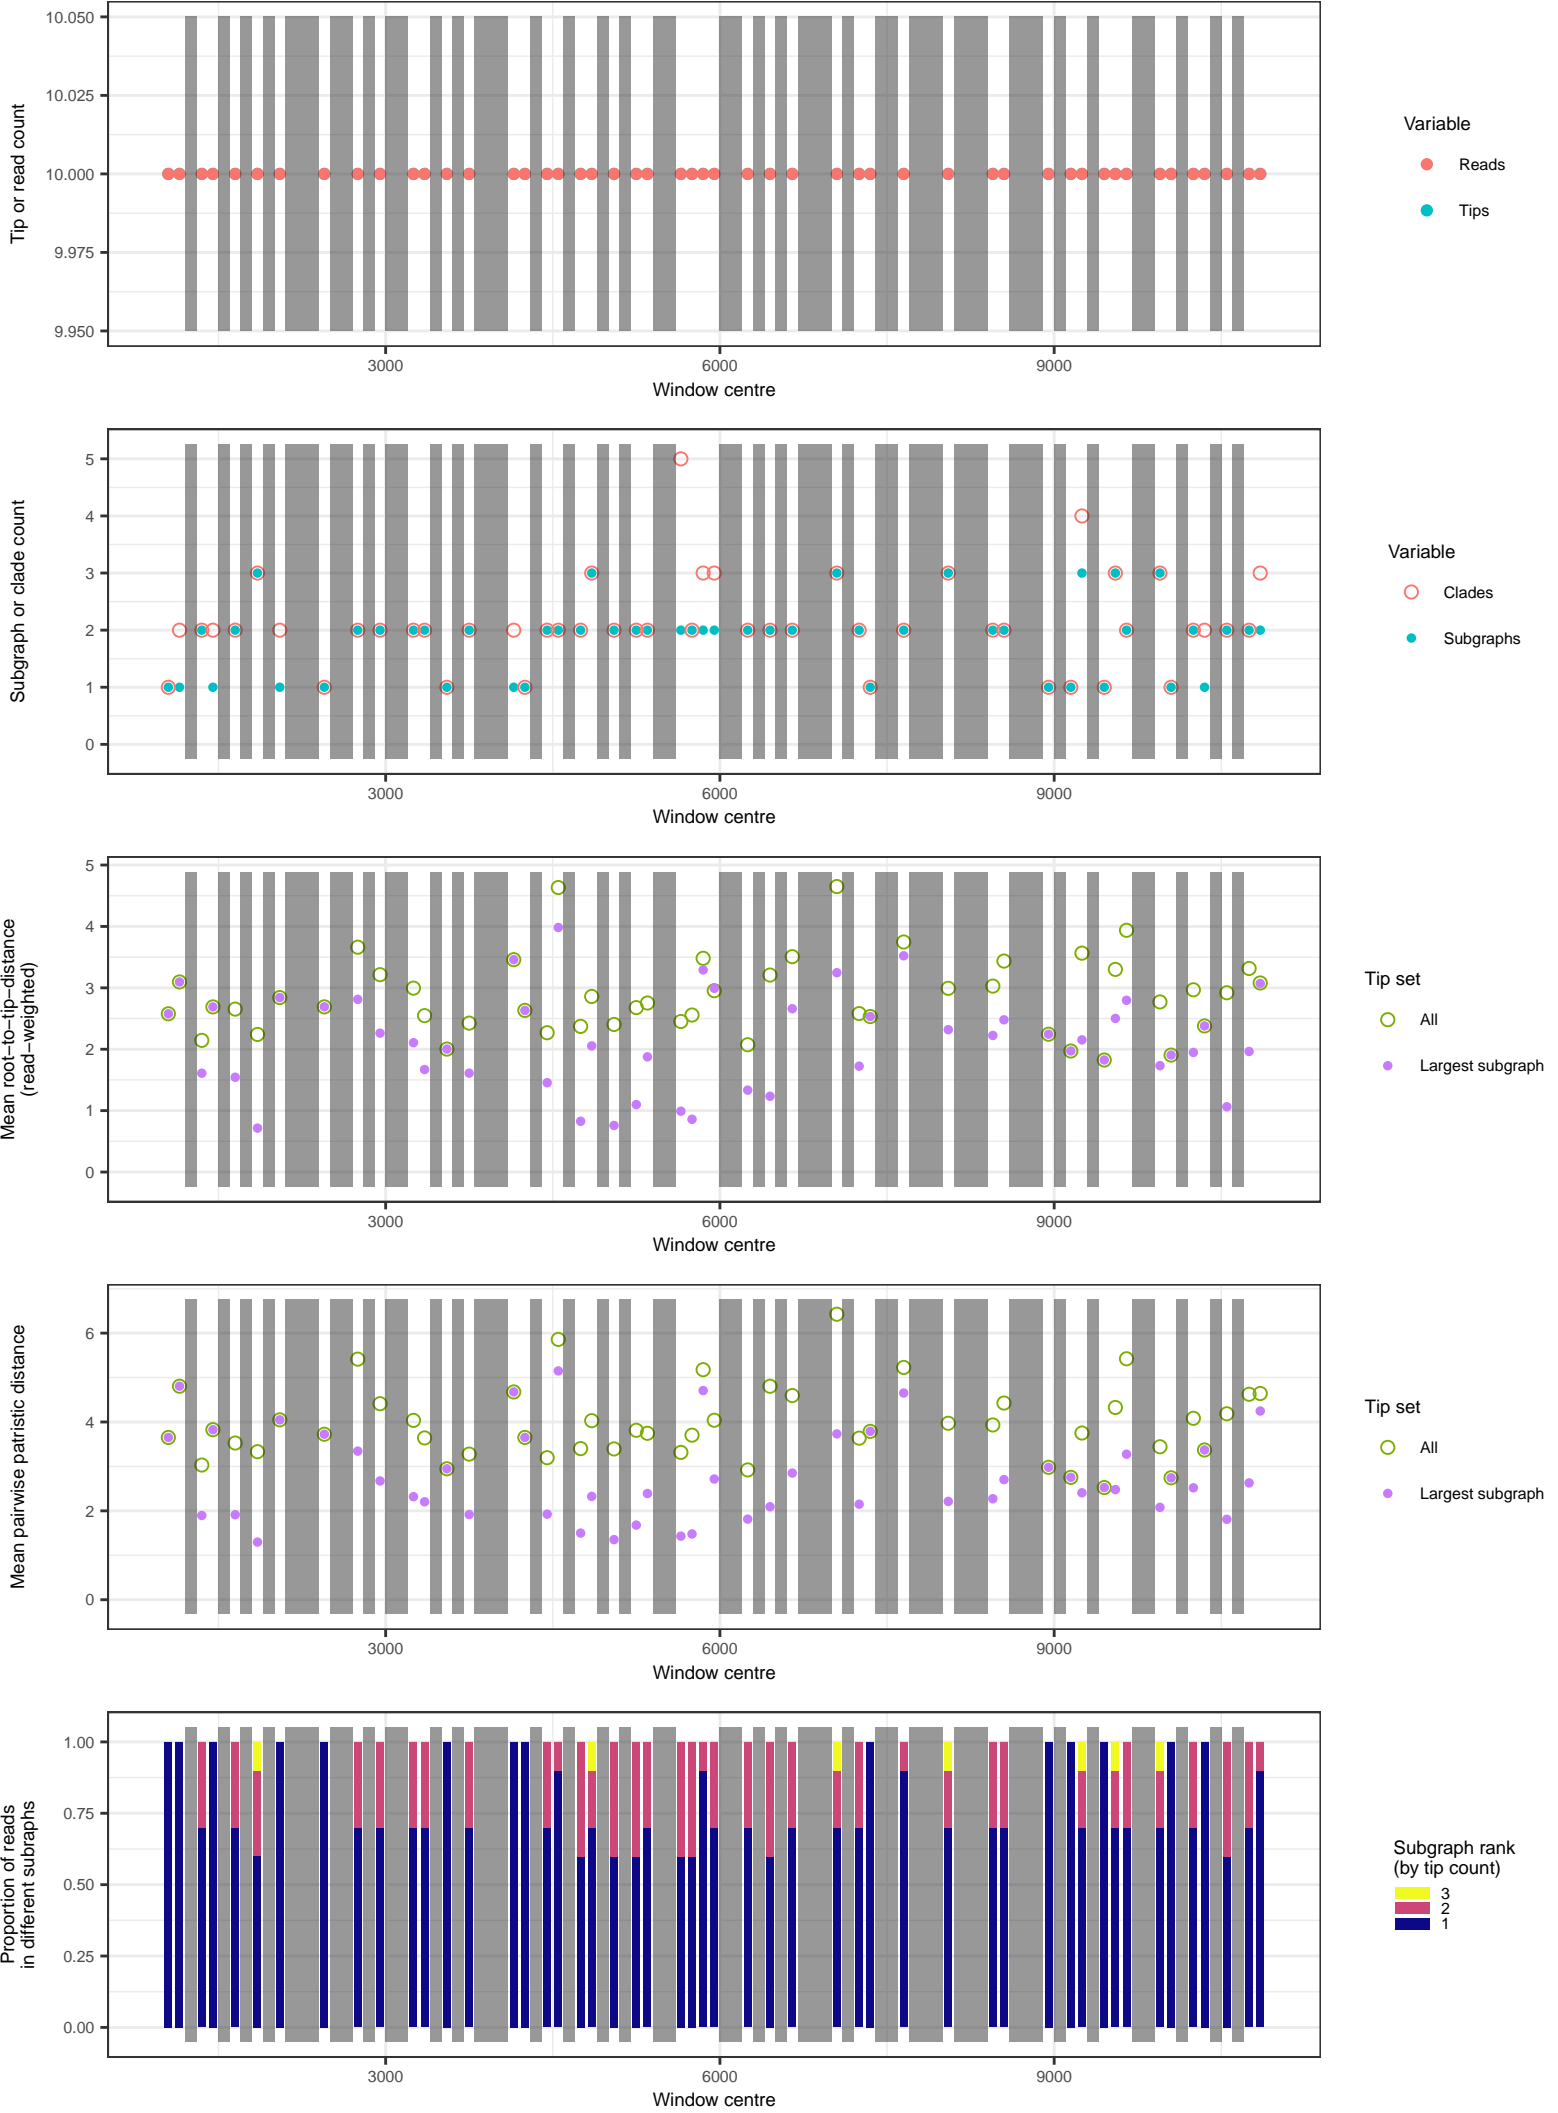 10.050
10.025
10.000
9.975
9.950
Tip or read count
3000
6000
9000
Window centre
Variable
Reads
Tips
5
4
3
2
1
0
Subgraph or clade count
3000
6000
9000
Window centre
Variable
Clades
Subgraphs
5
4
3
2
1
0
Mean root−to−tip−distance
(read−weighted)
3000
6000
9000
Window centre
Tip set
All
Largest subgraph
6
4
2
0
Mean pairwise patristic distance
3000
6000
9000
Window centre
Tip set
All
Largest subgraph
1.00
0.75
0.50
0.25
0.00
Proportion of reads
in different subraphs
3000
6000
9000
Window centre
Subgraph rank
(by tip count)
3
2
1